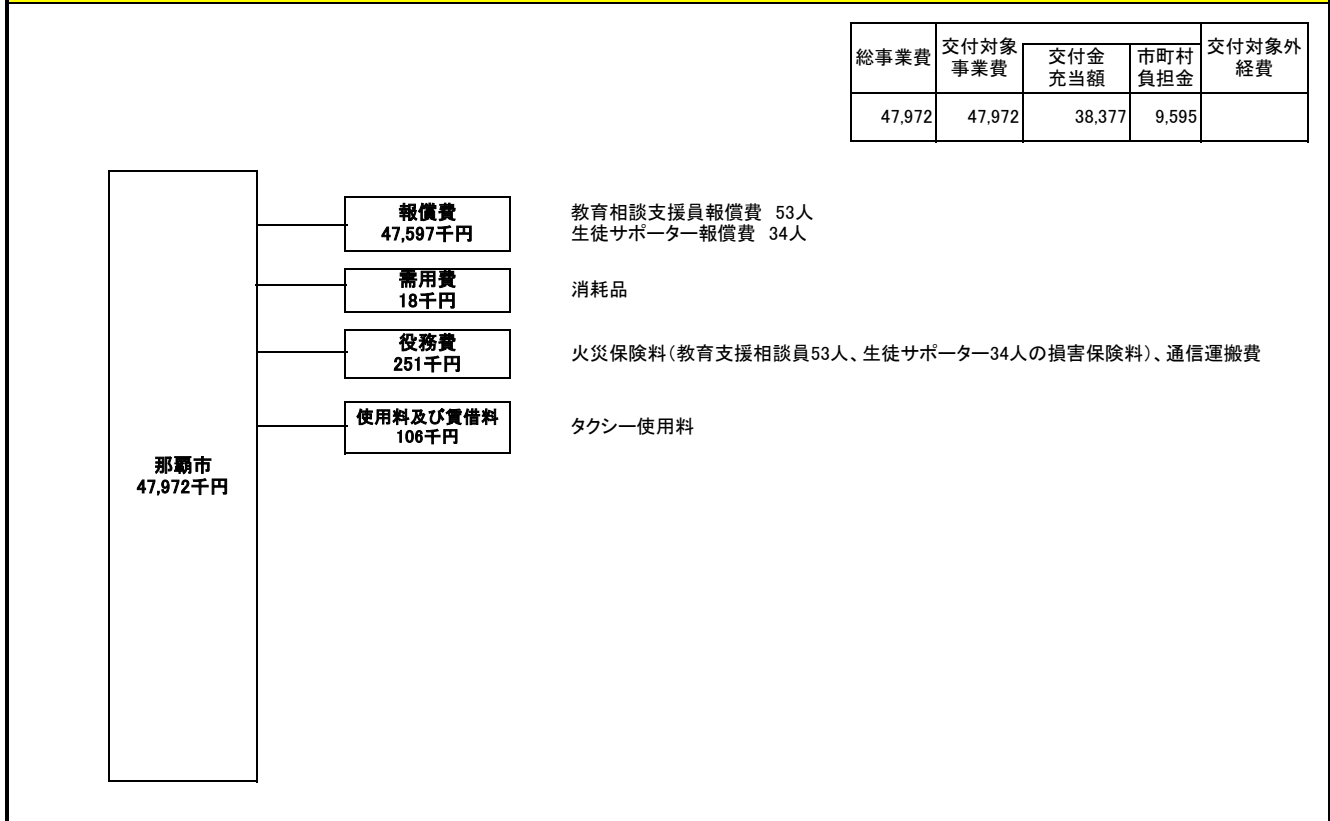 総事業費
交付対象
事業費
交付金
充当額
市町村
負担金
交付対象外
経費
47,972
47,972
38,377
9,595
報償費
47,597千円
教育相談支援員報償費 53人
生徒サポーター報償費 34人
需用費
18千円
消耗品
役務費
251千円
火災保険料(教育支援相談員53人、生徒サポーター34人の損害保険料)、通信運搬費
使用料及び賃借料
106千円
タクシー使用料
那覇市
47,972千円